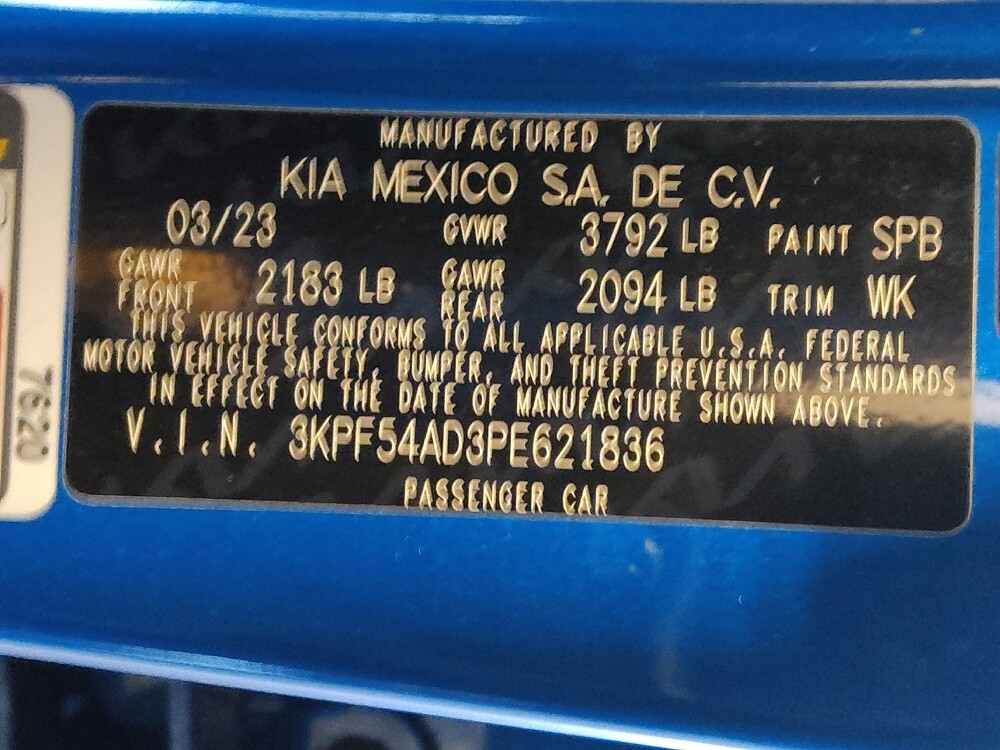 MANUFACTURED BY
KIA MEXICO S.A. DE C.V.
03/23 GVWR 3792 LB PAINT SPB
GAWR FRONT 2183 LB GAWR REAR 2094 LB TRIM WK
THIS VEHICLE CONFORMS TO ALL APPLICABLE U.S.A. FEDERAL
MOTOR VEHICLE SAFETY, BUMPER, AND THEFT PREVENTION STANDARDS
IN EFFECT ON THE DATE OF MANUFACTURE SHOWN ABOVE.
V.I.N. 3KPF54AD3PE621836
PASSENGER CAR
7G20